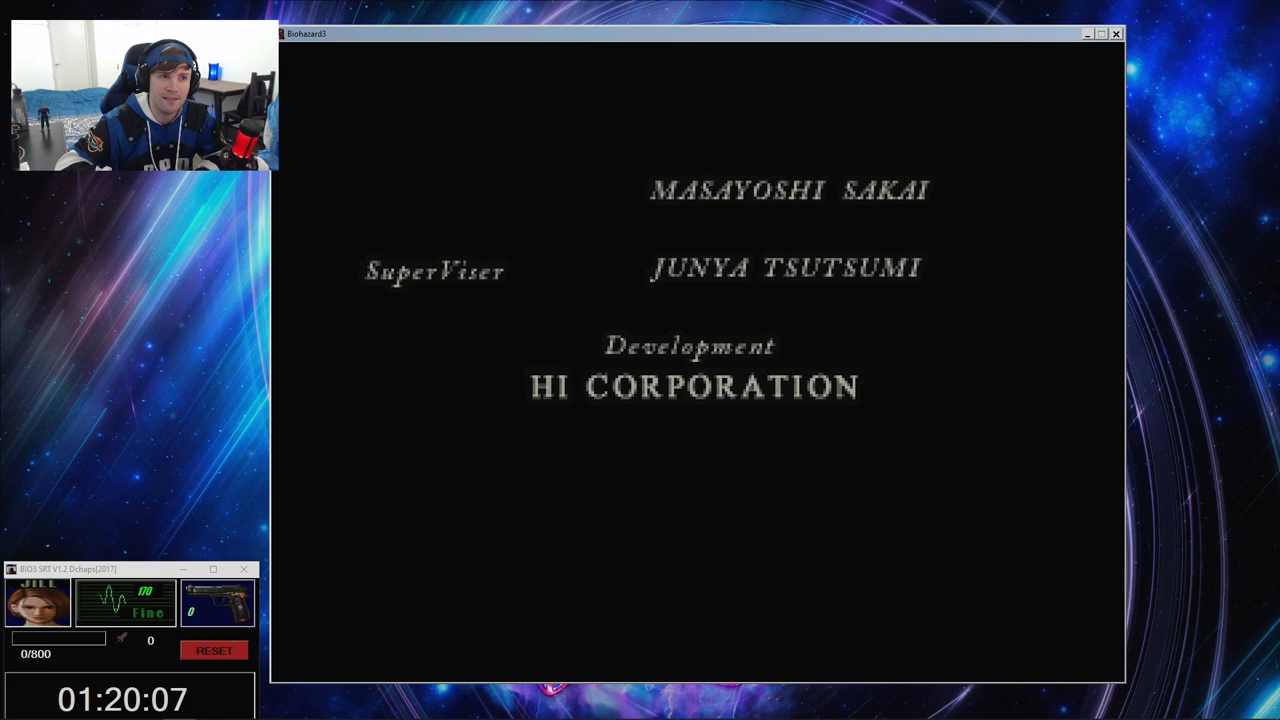 Biohazard3
MASAYOSHI SAKAI
SuperViser
JUNYA TSUTSUMI
Development
HI CORPORATION
BIO3 SRT V1.2 Dchaps[2017]
JILL
170
Fine
0
0
0/800
RESET
01:20:07